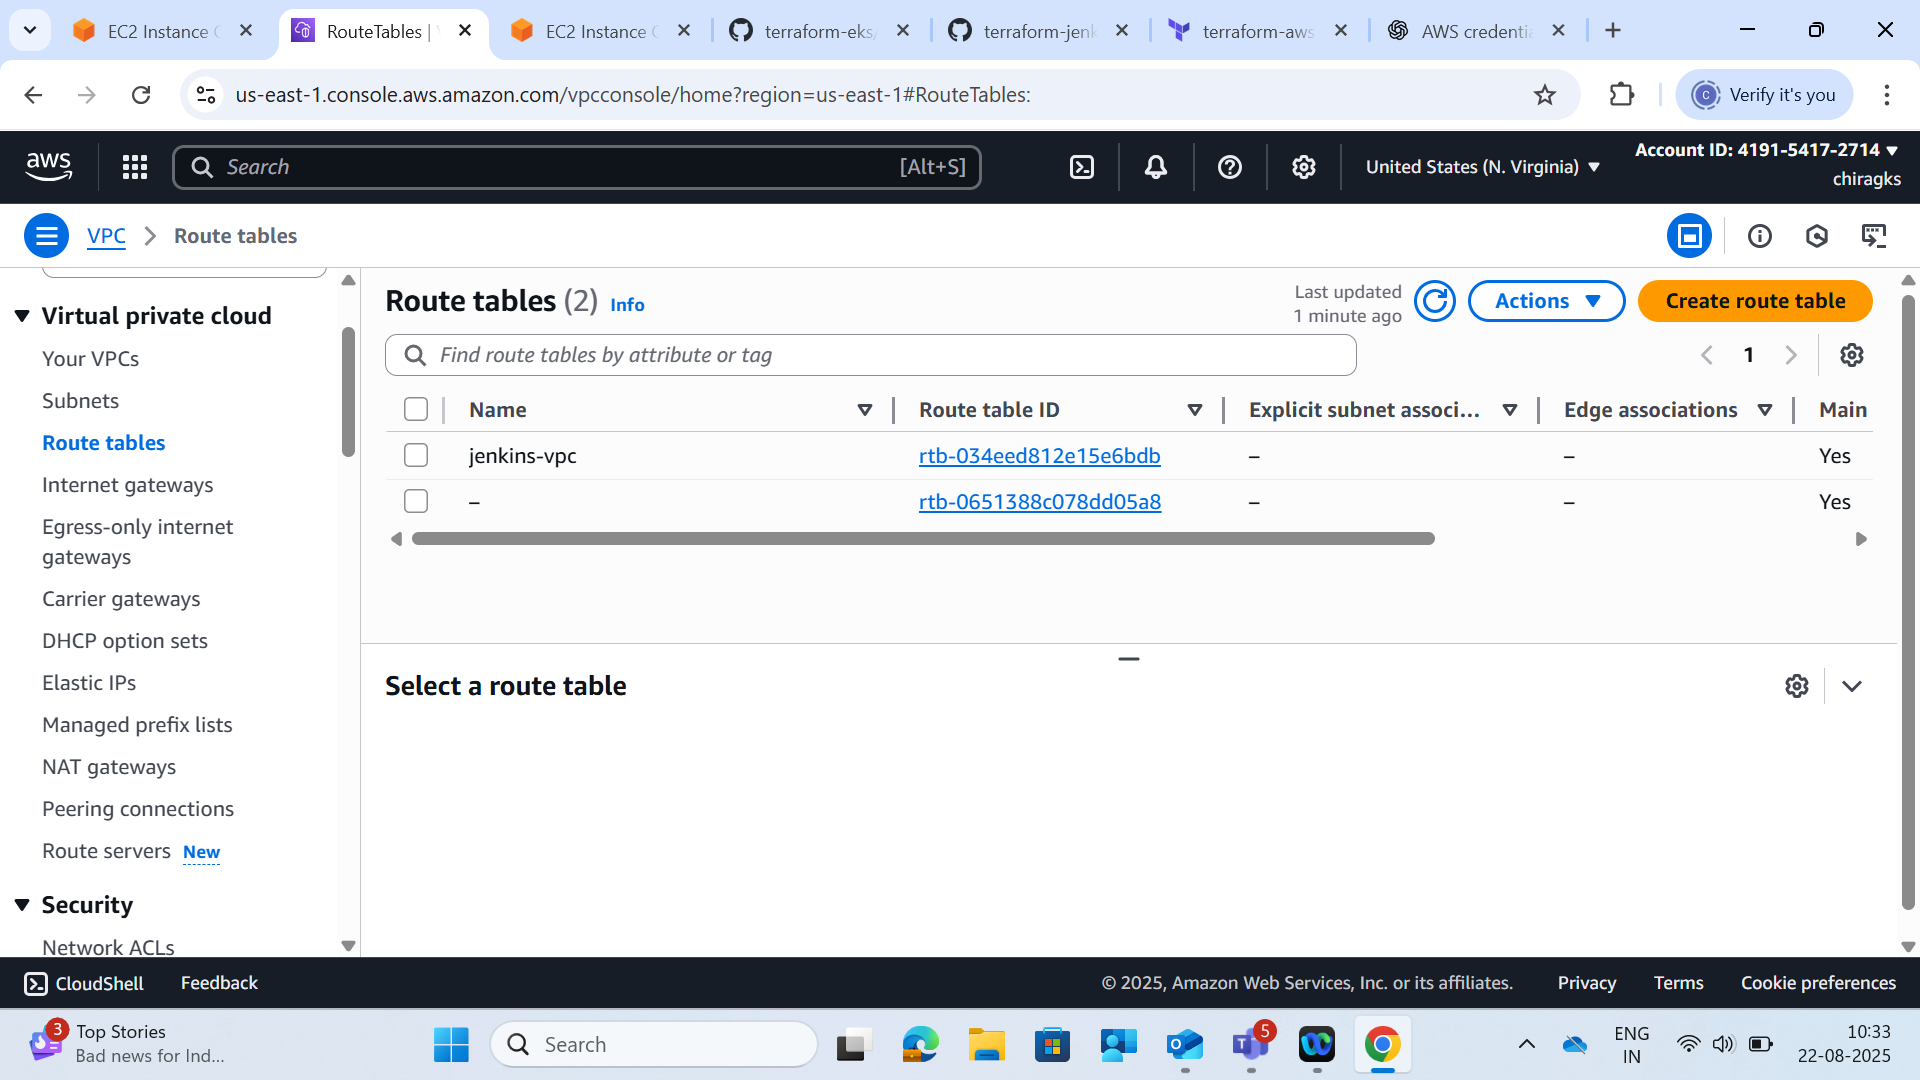 EC2 Instance C
RouteTables |
EC2 Instance C
terraform-eks/
terraform-jenk
terraform-aws
AWS credentia
us-east-1.console.aws.amazon.com/vpcconsole/home?region=us-east-1#RouteTables:
Verify it's you
aws
Search
[Alt+S]
United States (N. Virginia)
Account ID: 4191-5417-2714
chiragks
VPC
Route tables
Virtual private cloud
Your VPCs
Subnets
Route tables
Internet gateways
Egress-only internet
gateways
Carrier gateways
DHCP option sets
Elastic IPs
Managed prefix lists
NAT gateways
Peering connections
Route servers New
Security
Network ACLs
Route tables (2) Info
Last updated
1 minute ago
Actions
Create route table
Find route tables by attribute or tag
1
Name
Route table ID
Explicit subnet associ...
Edge associations
Main
jenkins-vpc
rtb-034eed812e15e6bdb
–
–
Yes
–
rtb-0651388c078dd05a8
–
–
Yes
Select a route table
CloudShell
Feedback
© 2025, Amazon Web Services, Inc. or its affiliates.
Privacy
Terms
Cookie preferences
3
Top Stories
Bad news for Ind...
Search
5
ENG
IN
10:33
22-08-2025